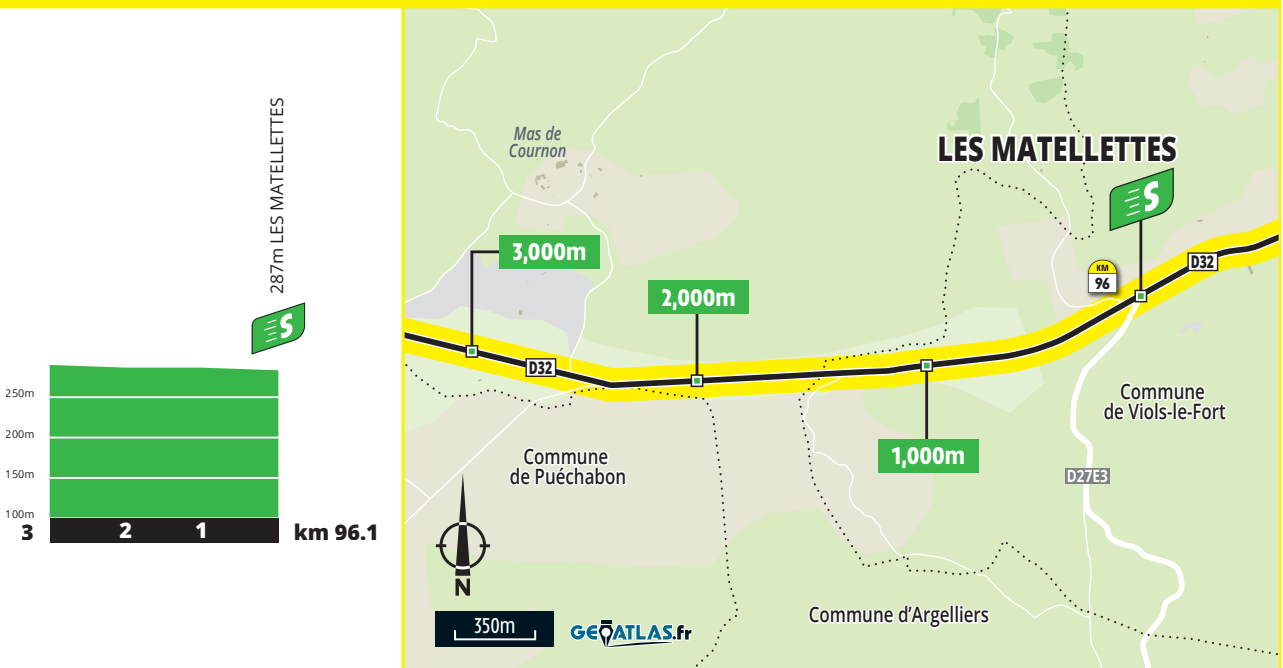 287m LES MATELLETTES
S
250m
200m
150m
100m
3
2
1
km 96.1
Mas de
Cournon
LES MATELLETTES
S
3,000m
2,000m
KM
96
D32
D32
1,000m
Commune
de Viols-le-Fort
Commune
de Puéchabon
D27E3
N
350m
GEOATLAS.fr
Commune d'Argelliers